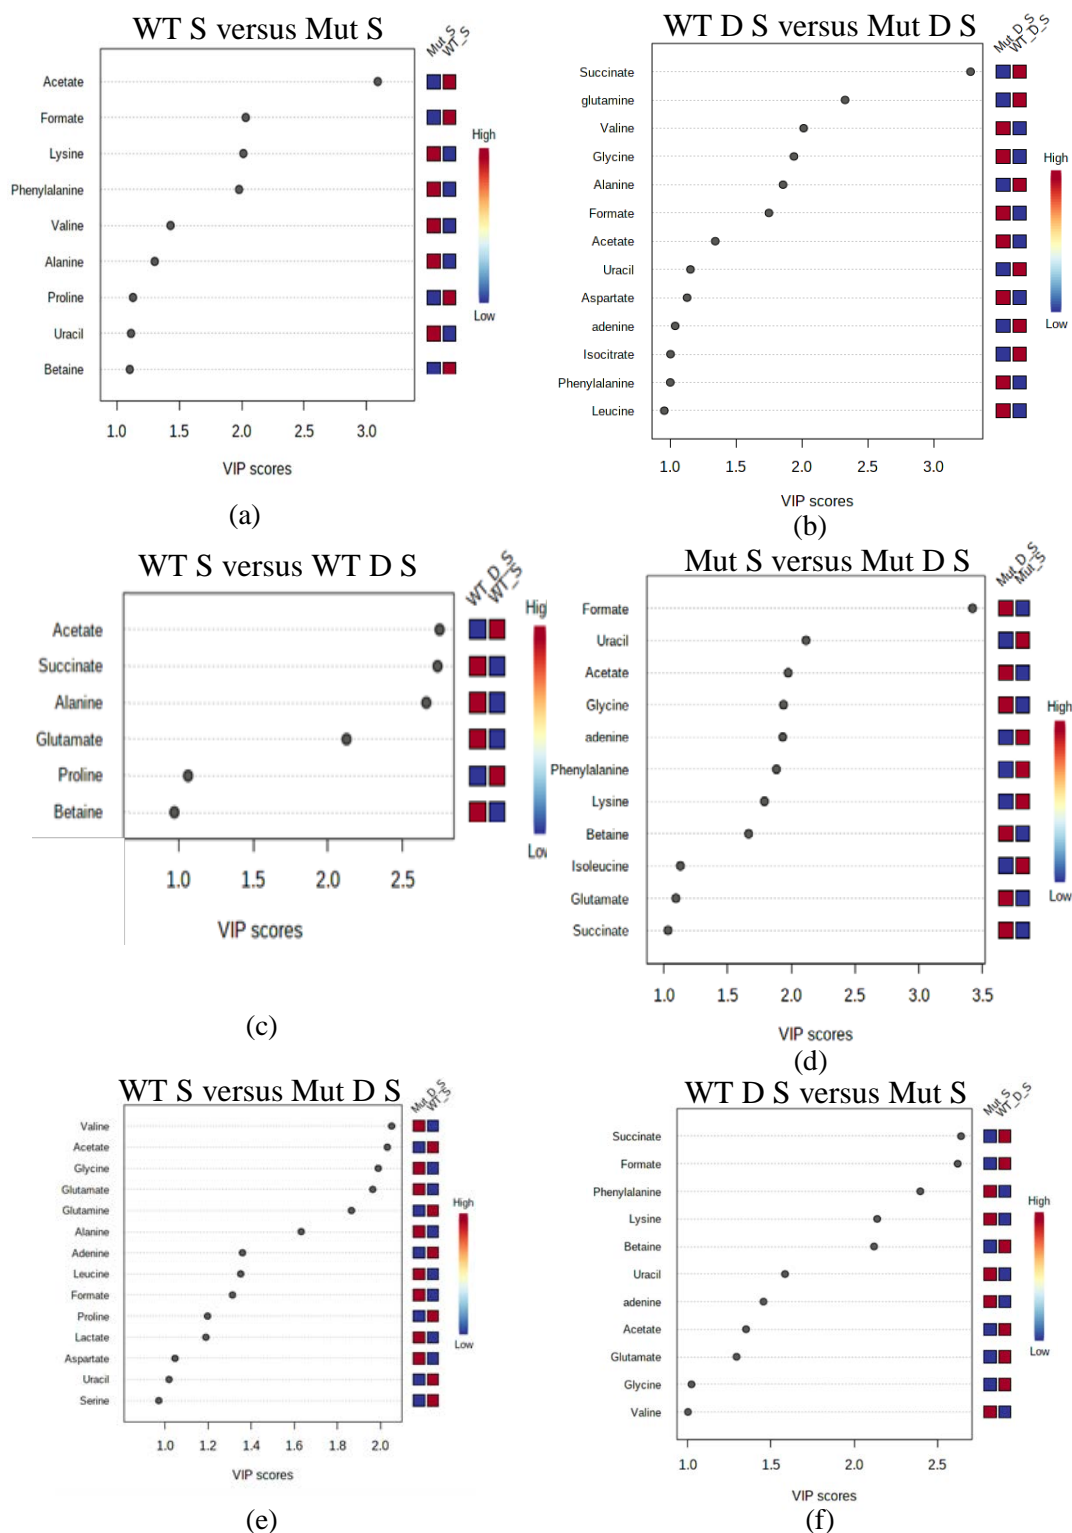 WT S versus Mut S
Mut_S
WT_S
Acetate
Formate
Lysine
Phenylalanine
Valine
Alanine
Proline
Uracil
Betaine
High
Low
1.0 1.5 2.0 2.5 3.0
VIP scores
(a)
WT D S versus Mut D S
Mut_D_S
WT_D_S
Succinate
glutamine
Valine
Glycine
Alanine
Formate
Acetate
Uracil
Aspartate
adenine
Isocitrate
Phenylalanine
Leucine
High
Low
1.0 1.5 2.0 2.5 3.0
VIP scores
(b)
WT S versus WT D S
WT_D_S
WT_S
Acetate
Succinate
Alanine
Glutamate
Proline
Betaine
High
Low
1.0 1.5 2.0 2.5
VIP scores
(c)
Mut S versus Mut D S
Mut_D_S
Mut_S
Formate
Uracil
Acetate
Glycine
adenine
Phenylalanine
Lysine
Betaine
Isoleucine
Glutamate
Succinate
High
Low
1.0 1.5 2.0 2.5 3.0 3.5
VIP scores
(d)
WT S versus Mut D S
Mut_D_S
WT_S
Valine
Acetate
Glycine
Glutamate
Glutamine
Alanine
Adenine
Leucine
Formate
Proline
Lactate
Aspartate
Uracil
Serine
High
Low
1.0 1.2 1.4 1.6 1.8 2.0
VIP scores
(e)
WT D S versus Mut S
Mut_S
WT_D_S
Succinate
Formate
Phenylalanine
Lysine
Betaine
Uracil
adenine
Acetate
Glutamate
Glycine
Valine
High
Low
1.0 1.5 2.0 2.5
VIP scores
(f)